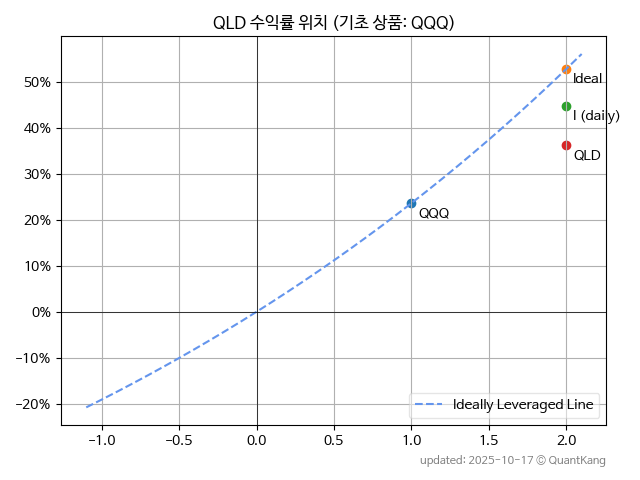 QLD 수익률 위치 (기초 상품: QQQ)
50%
40%
30%
20%
10%
0%
−10%
−20%
Ideal
I (daily)
QLD
QQQ
Ideally Leveraged Line
−1.0 −0.5 0.0 0.5 1.0 1.5 2.0
updated: 2025-10-17 © QuantKang